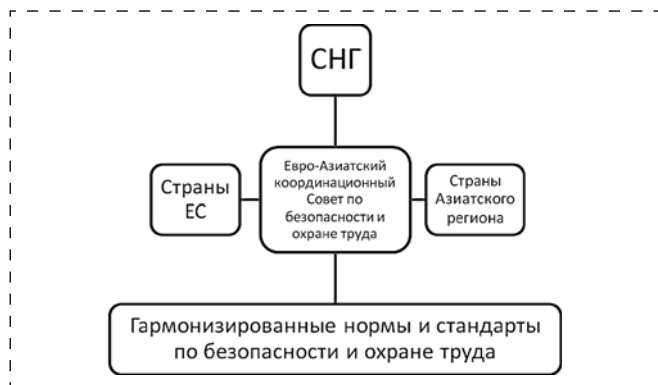 СНГ
Страны
ЕС
Евро-Азиатский
координационный
Совет по
безопасности и
охране труда
Страны
Азиатского
региона
Гармонизированные нормы и стандарты
по безопасности и охране труда